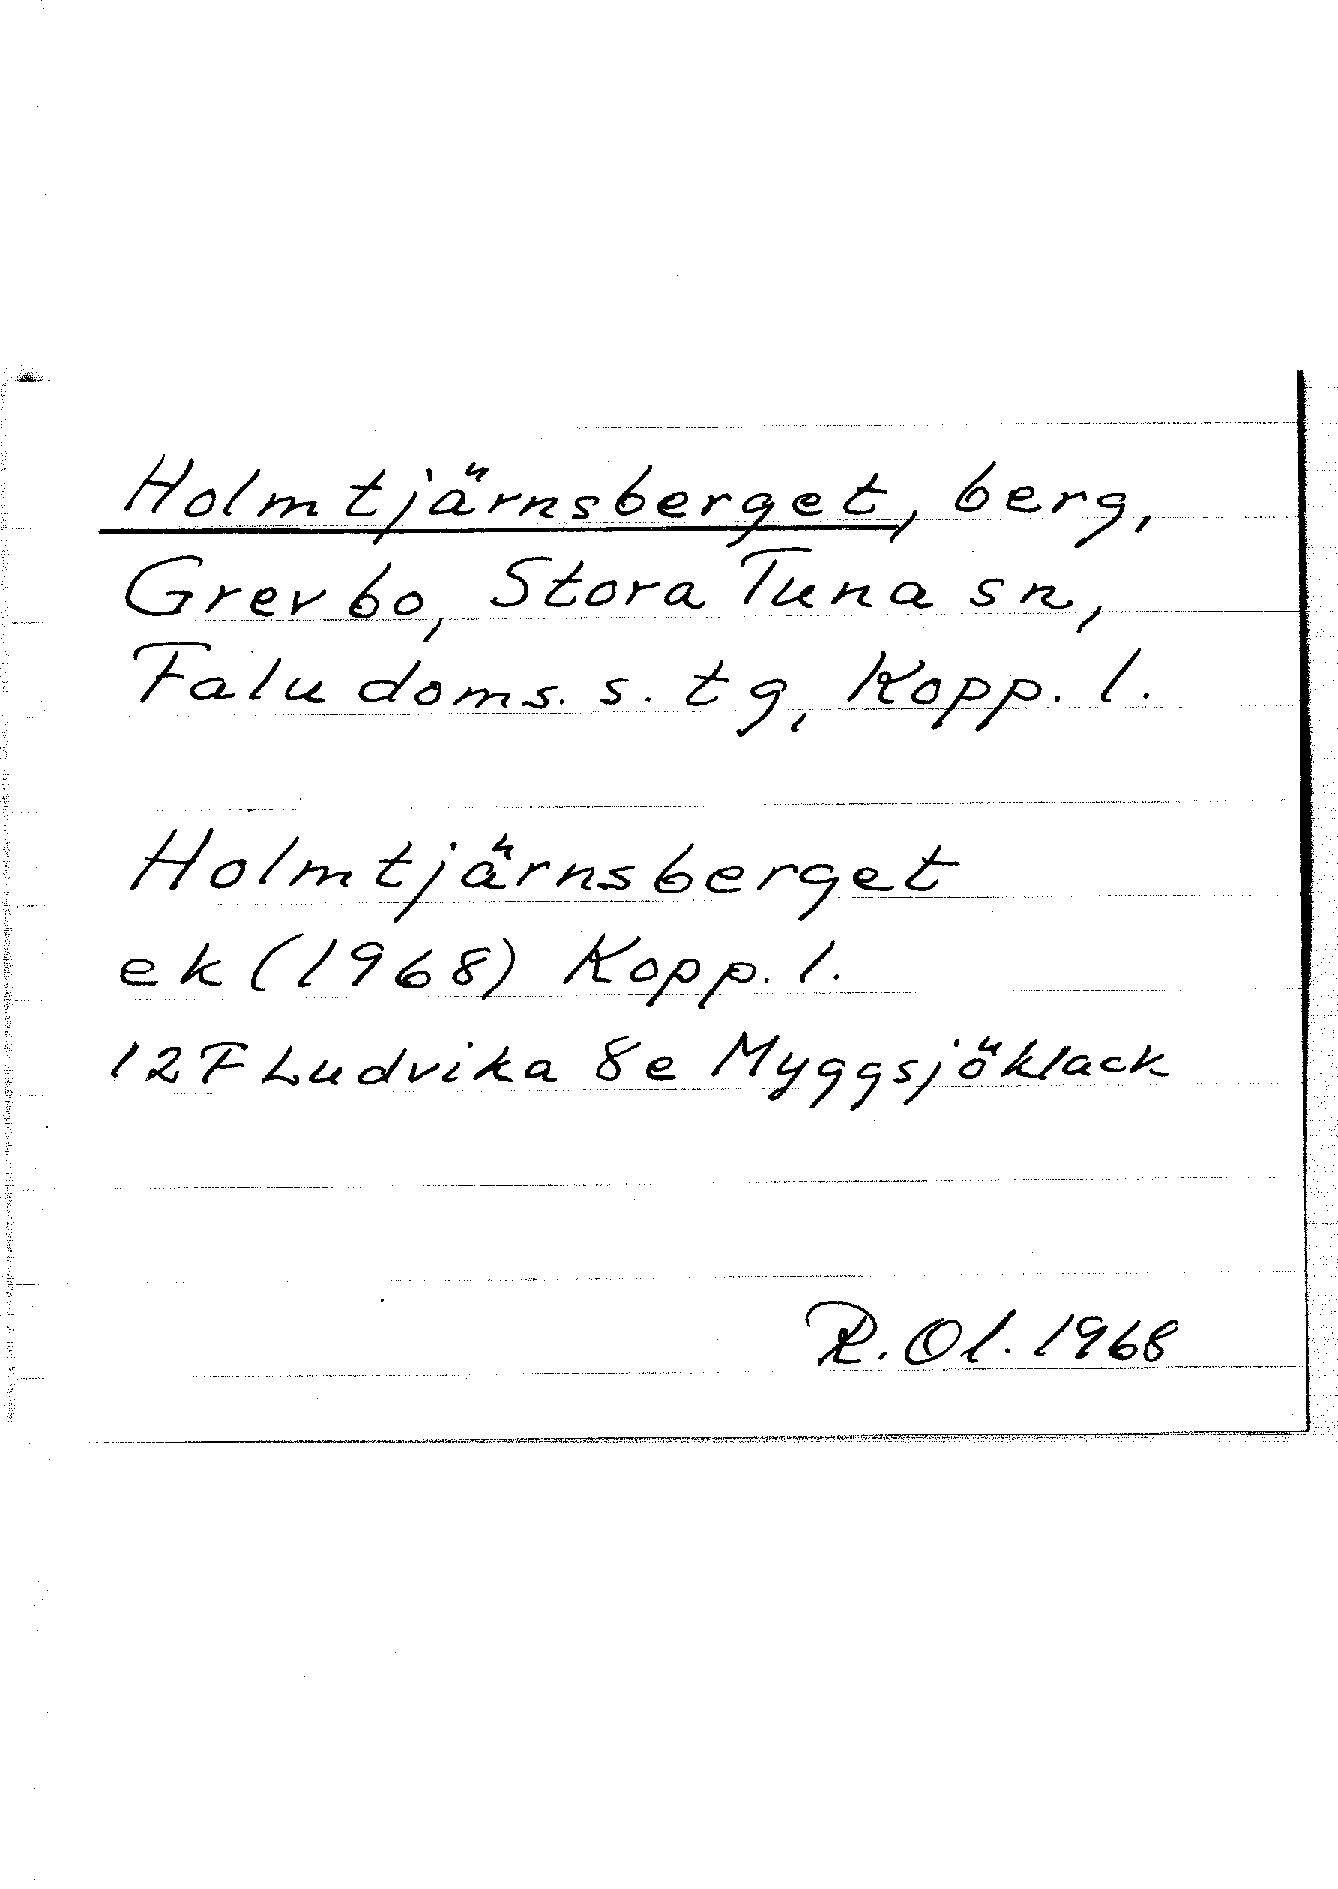 Holmtjärnsberget, berg,
Grevbo, Stora Tuna sn,
Falu doms. s. tg, Kopp. l.
Holmtjärnsberget
ek (1968) Kopp. l.
12F Ludvika 8e Myggsjöklack
R. Ol. 1968